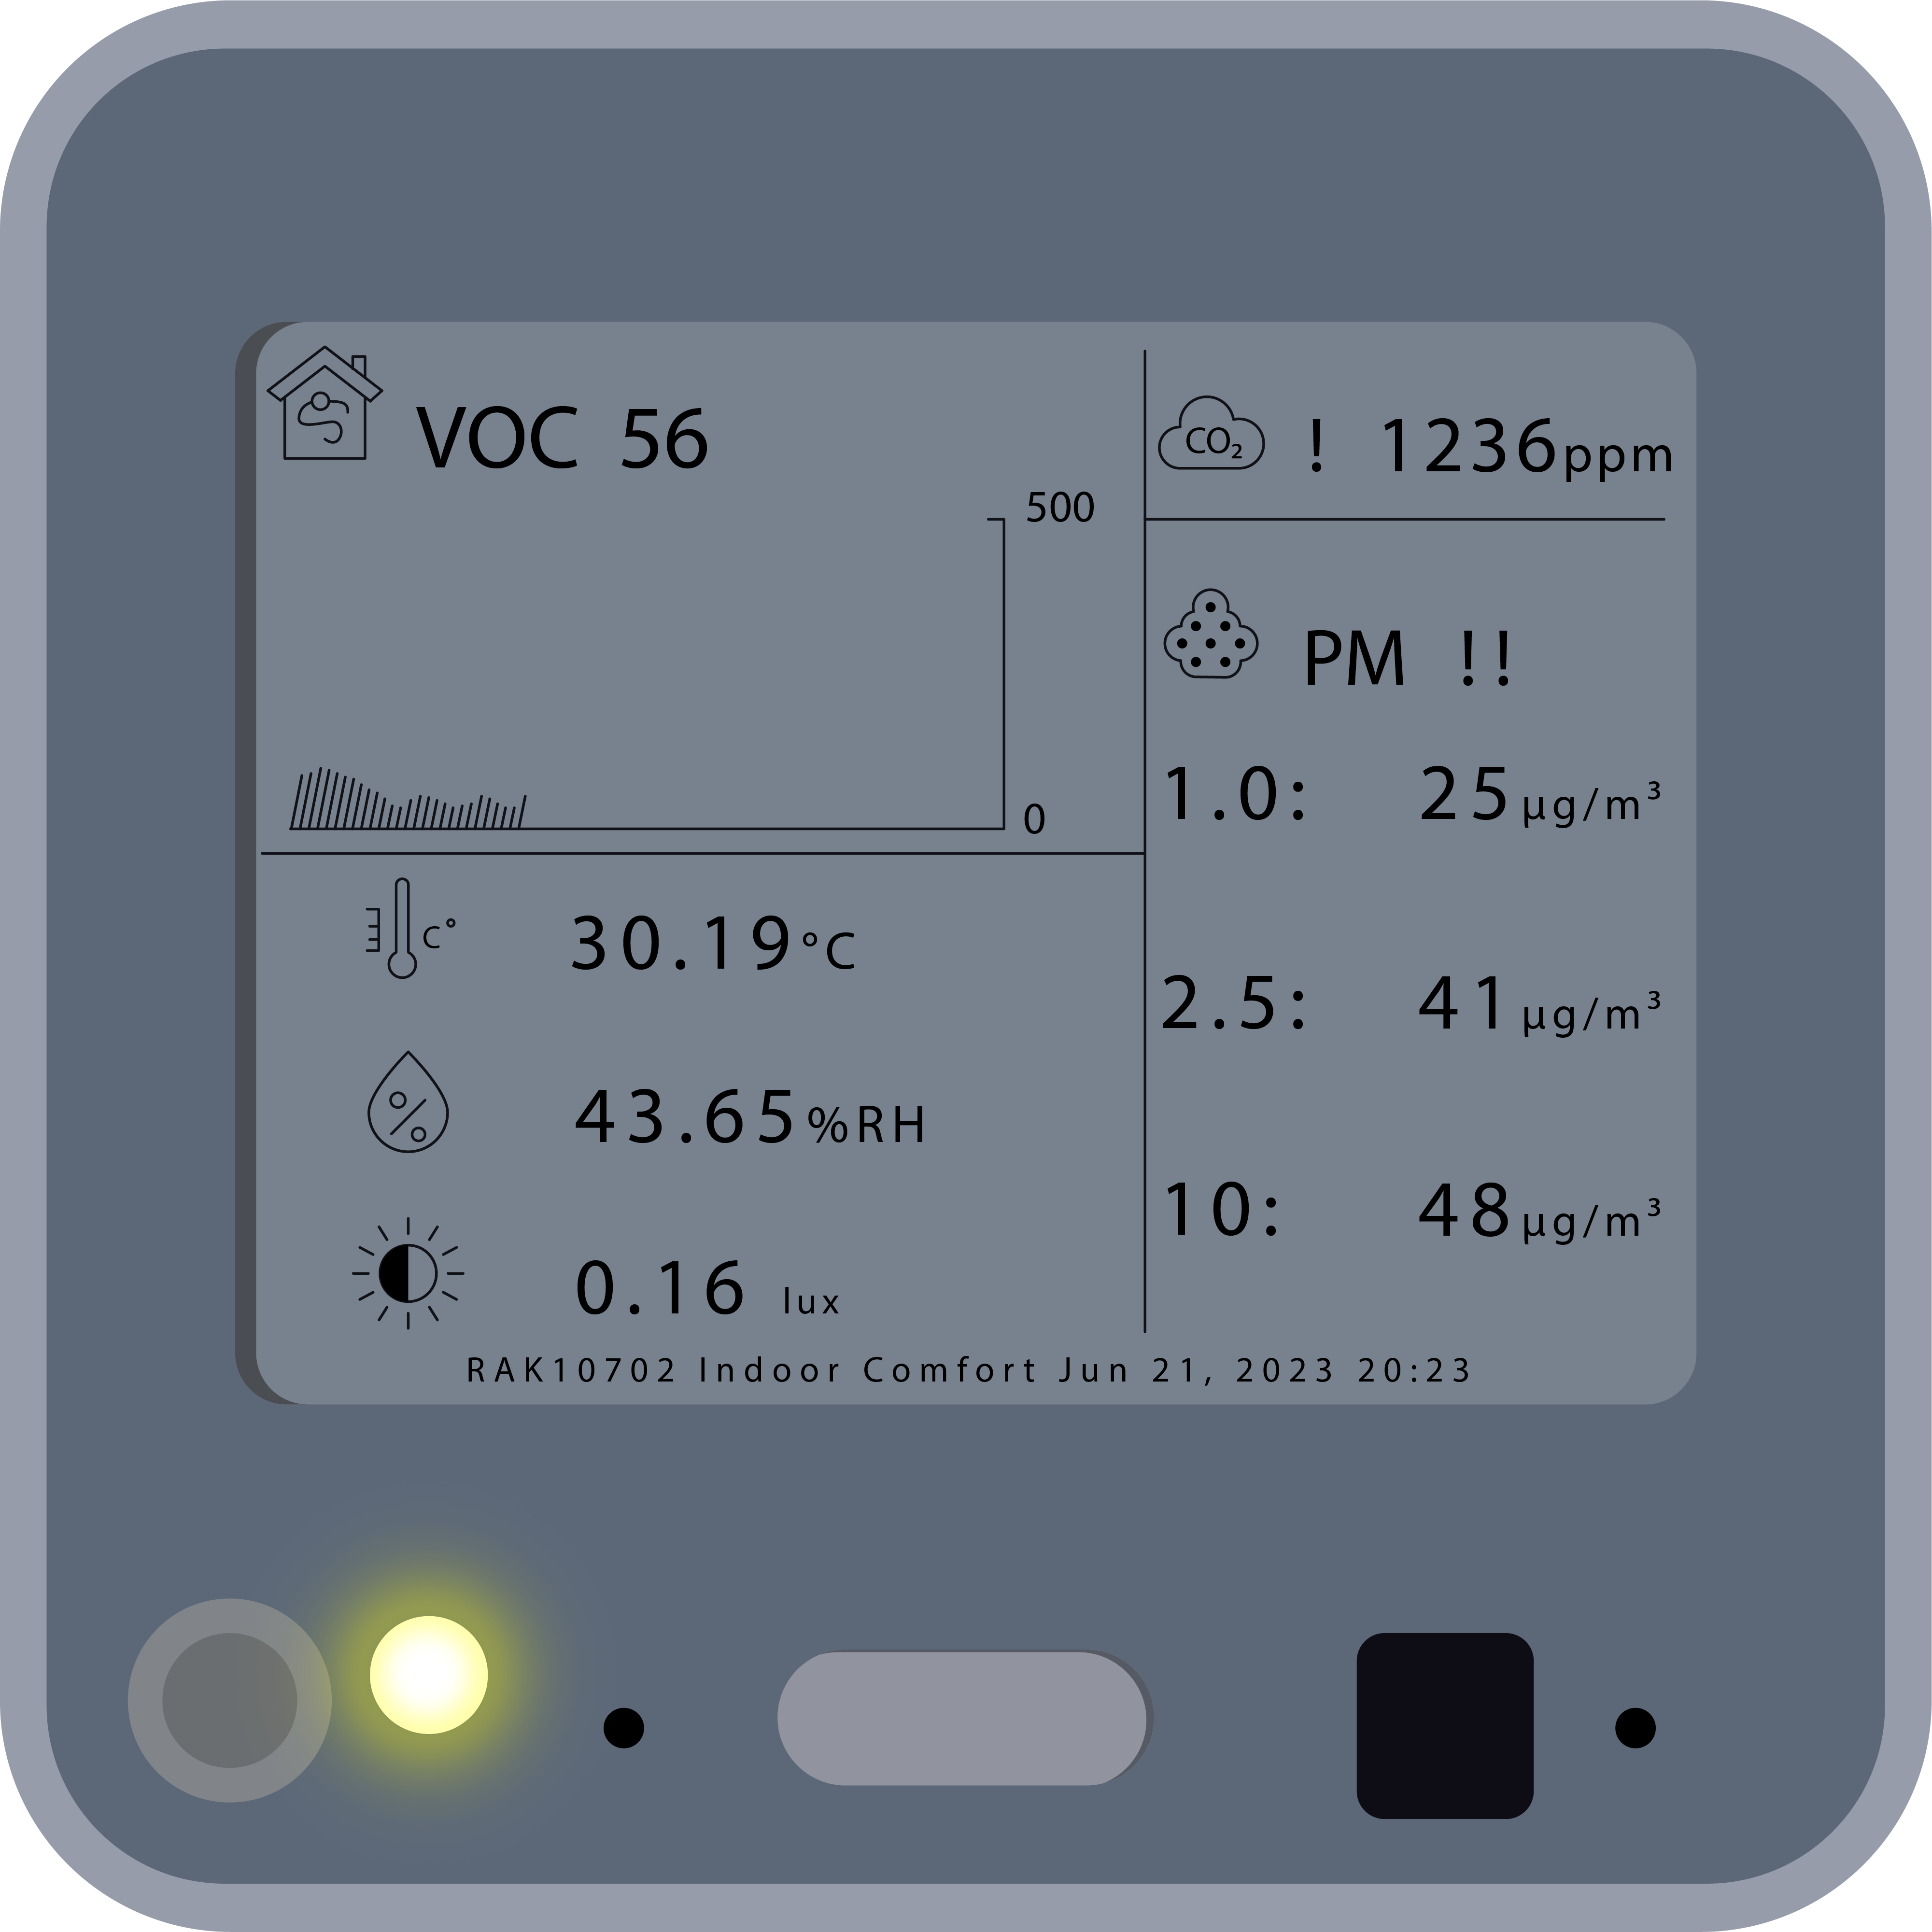 VOC 56
500
0
C°
30.19°C
43.65%RH
0.16 lux
CO₂ ! 1236ppm
PM !!
1.0: 25µg/m³
2.5: 41µg/m³
10: 48µg/m³
RAK10702 Indoor Comfort Jun 21, 2023 20:23